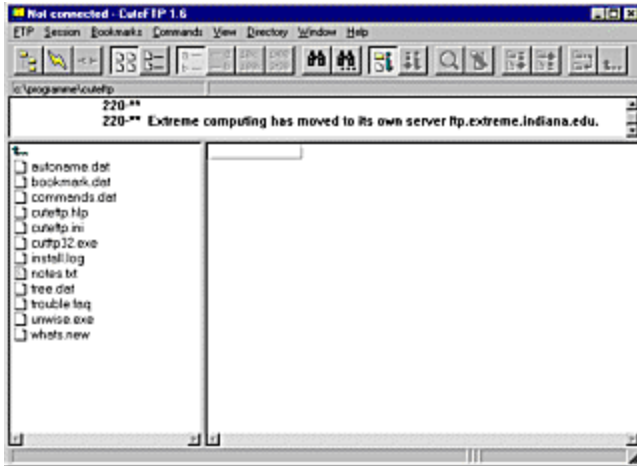 Not connected - CuteFTP 1.6
FTP Session Bookmarks Commands View Directory Window Help
c:\programme\cuteftp
220-**
220-** Extreme computing has moved to its own server ftp.extreme.indiana.edu.
autoname.dat
bookmark.dat
commands.dat
cuteftp.hlp
cuteftp.ini
cutftp32.exe
install.log
notes.txt
tree.dat
trouble.faq
unwise.exe
whats.new